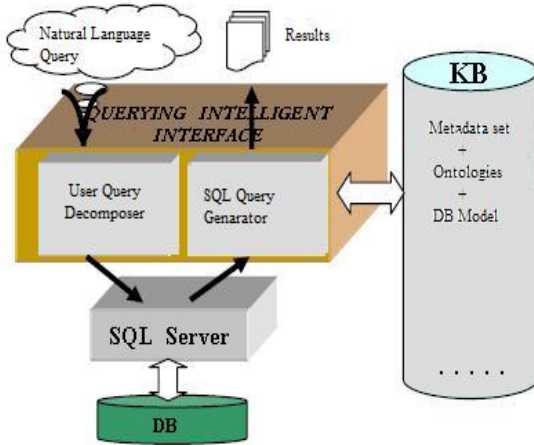 Natural Language
Query
Results
QUERYING INTELLIGENT
INTERFACE
User Query
Decomposer
SQL Query
Genarator
KB
Metadata set
+
Ontologies
+
DB Model
. . . . .
SQL Server
DB